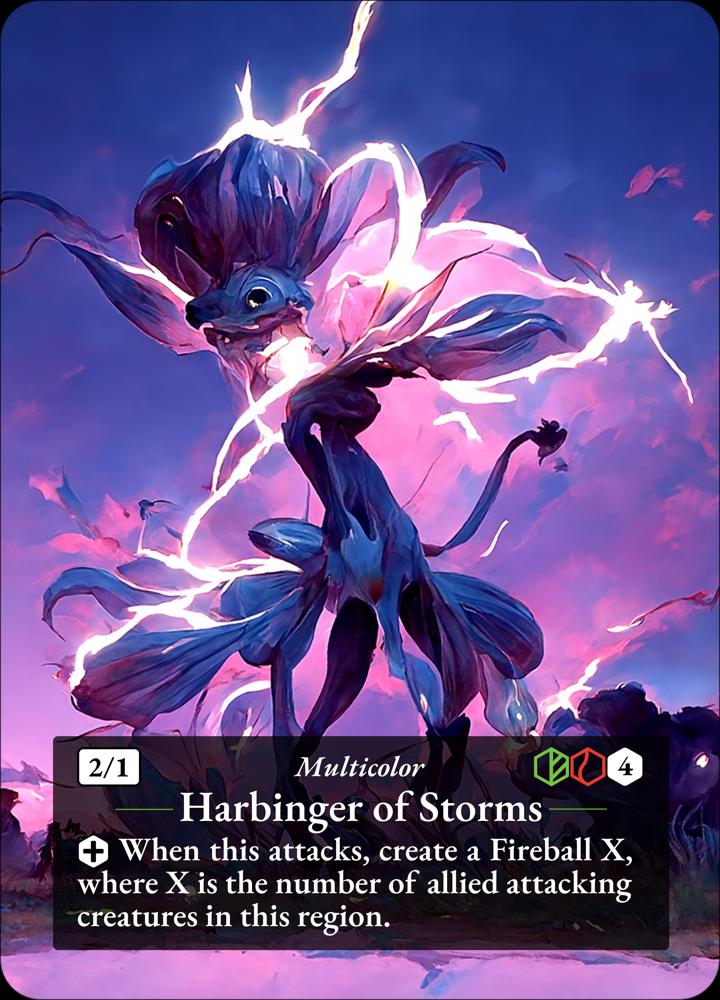 2/1 Multicolor 4
Harbinger of Storms
When this attacks, create a Fireball X,
where X is the number of allied attacking
creatures in this region.